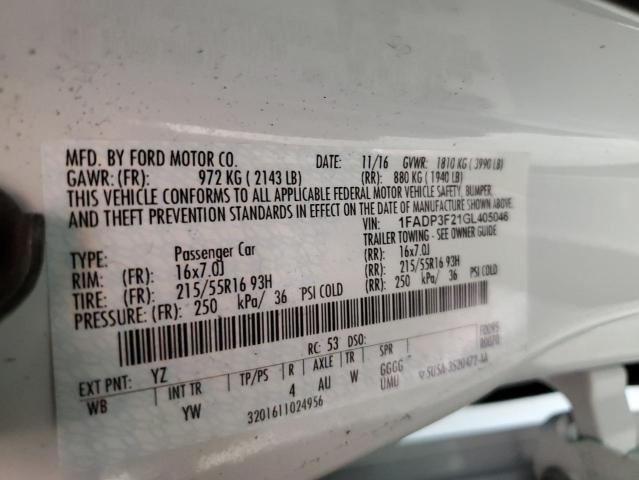 MFD. BY FORD MOTOR CO. DATE: 11/16 GVWR: 1810 KG ( 3990 LB)
GAWR: (FR): 972 KG ( 2143 LB) (RR): 880 KG ( 1940 LB)
THIS VEHICLE CONFORMS TO ALL APPLICABLE FEDERAL MOTOR VEHICLE SAFETY, BUMPER,
AND THEFT PREVENTION STANDARDS IN EFFECT ON THE DATE OF MANUFACTURE SHOWN ABOVE.
VIN: 1FADP3F21GL405046
TYPE: Passenger Car TRAILER TOWING - SEE OWNER GUIDE
RIM: (FR): 16x7.0J (RR): 16x7.0J
TIRE: (FR): 215/55R16 93H (RR): 215/55R16 93H
PRESSURE: (FR): 250 kPa/ 36 PSI COLD (RR): 250 kPa/ 36 PSI COLD
RC: 53 DSO:
EXT PNT: YZ
WB INT TR TP/PS R AXLE TR SPR
YW 4 AU W GGGG
UMU
3201611024956